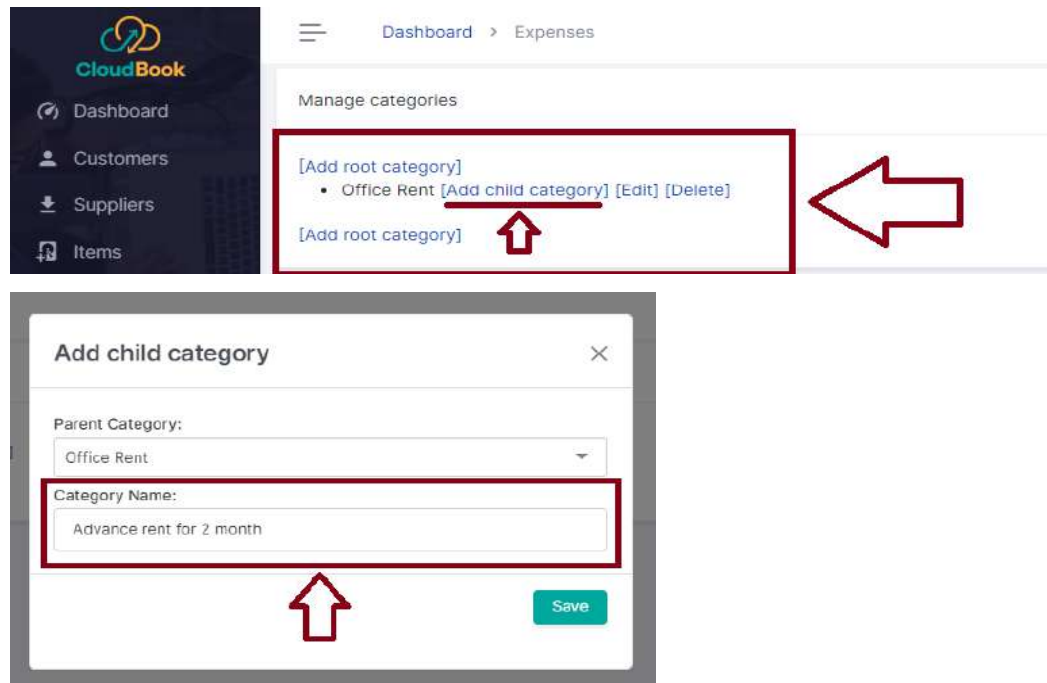 CloudBook
Dashboard > Expenses
Dashboard
Manage categories
Customers
[Add root category]
• Office Rent [Add child category] [Edit] [Delete]
Suppliers
[Add root category]
Items
Add child category
Parent Category:
Office Rent
Category Name:
Advance rent for 2 month
Save